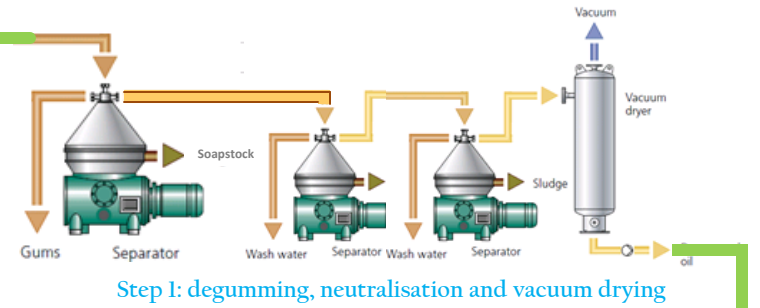 Vacuum
Vacuum
dryer
Soapstock
Sludge
Gums
Separator
Wash water
Separator
Wash water
Separator
oil
Step 1: degumming, neutralisation and vacuum drying